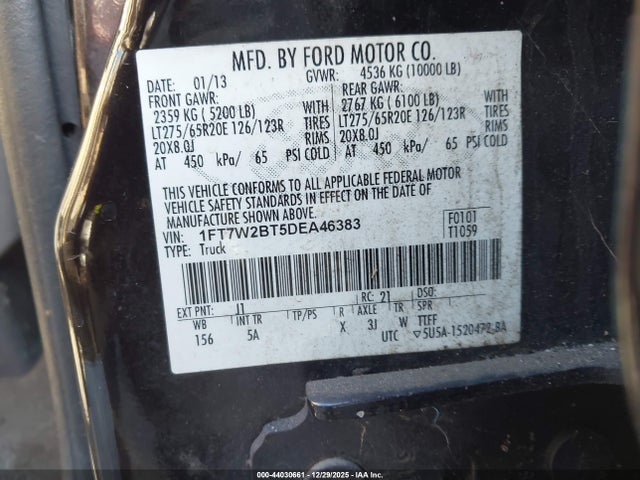 MFD. BY FORD MOTOR CO.
DATE: 01/13 GVWR: 4536 KG (10000 LB)
FRONT GAWR: REAR GAWR:
2359 KG ( 5200 LB) WITH 2767 KG ( 6100 LB) WITH
LT275/65R20E 126/123R TIRES LT275/65R20E 126/123R TIRES
20X8.0J RIMS 20X8.0J RIMS
AT 450 kPa/ 65 PSI COLD AT 450 kPa/ 65 PSI COLD
THIS VEHICLE CONFORMS TO ALL APPLICABLE FEDERAL MOTOR
VEHICLE SAFETY STANDARDS IN EFFECT ON THE DATE OF
MANUFACTURE SHOWN ABOVE.
VIN: 1FT7W2BT5DEA46383 F0101
TYPE: Truck T1059
EXT PNT: 11 RC: 21 DSO:
WB INT TR TP/PS R AXLE TR SPR
156 5A X 3J W TTFF
UTC ▽5U5A-1520472-BA
000-44030661 - 12/29/2025 - IAA, Inc.